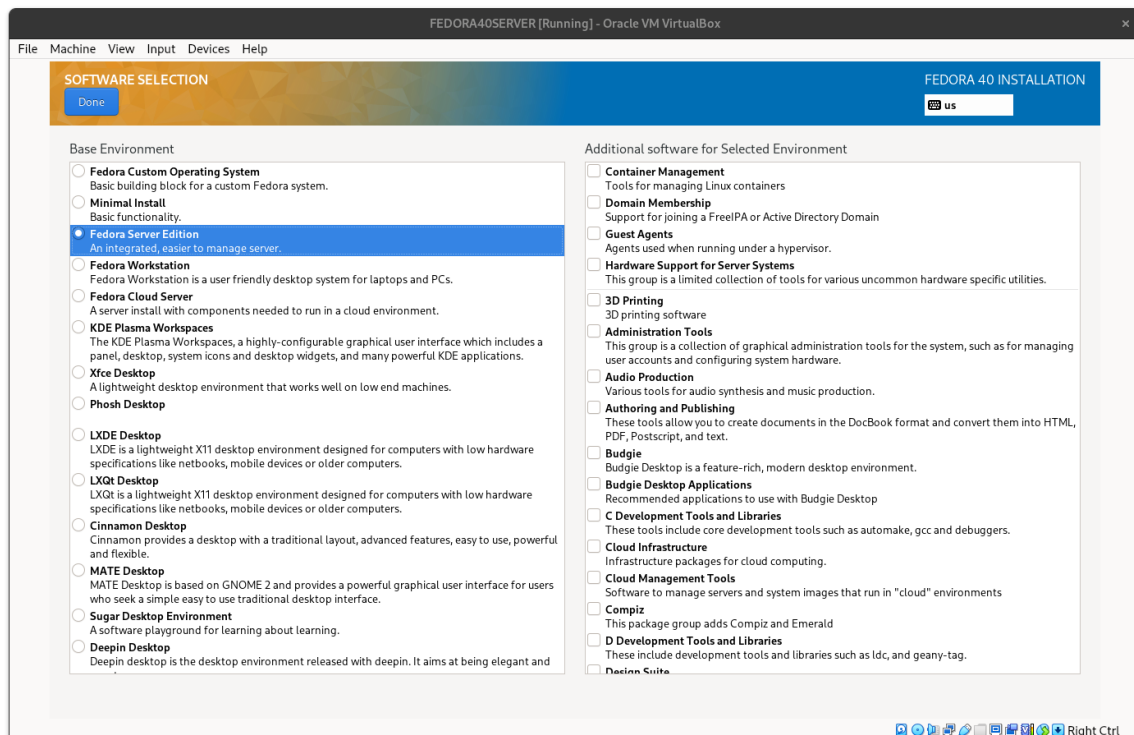 FEDORA40SERVER [Running] - Oracle VM VirtualBox
File Machine View Input Devices Help
SOFTWARE SELECTION
Done
FEDORA 40 INSTALLATION
us
Base Environment
Fedora Custom Operating System
Basic building block for a custom Fedora system.
Minimal Install
Basic functionality.
Fedora Server Edition
An integrated, easier to manage server.
Fedora Workstation
Fedora Workstation is a user friendly desktop system for laptops and PCs.
Fedora Cloud Server
A server install with components needed to run in a cloud environment.
KDE Plasma Workspaces
The KDE Plasma Workspaces, a highly-configurable graphical user interface which includes a
panel, desktop, system icons and desktop widgets, and many powerful KDE applications.
Xfce Desktop
A lightweight desktop environment that works well on low end machines.
Phosh Desktop
LXDE Desktop
LXDE is a lightweight X11 desktop environment designed for computers with low hardware
specifications like netbooks, mobile devices or older computers.
LXQt Desktop
LXQt is a lightweight X11 desktop environment designed for computers with low hardware
specifications like netbooks, mobile devices or older computers.
Cinnamon Desktop
Cinnamon provides a desktop with a traditional layout, advanced features, easy to use, powerful
and flexible.
MATE Desktop
MATE Desktop is based on GNOME 2 and provides a powerful graphical user interface for users
who seek a simple easy to use traditional desktop interface.
Sugar Desktop Environment
A software playground for learning about learning.
Deepin Desktop
Deepin desktop is the desktop environment released with deepin. It aims at being elegant and
Additional software for Selected Environment
Container Management
Tools for managing Linux containers
Domain Membership
Support for joining a FreeIPA or Active Directory Domain
Guest Agents
Agents used when running under a hypervisor.
Hardware Support for Server Systems
This group is a limited collection of tools for various uncommon hardware specific utilities.
3D Printing
3D printing software
Administration Tools
This group is a collection of graphical administration tools for the system, such as for managing
user accounts and configuring system hardware.
Audio Production
Various tools for audio synthesis and music production.
Authoring and Publishing
These tools allow you to create documents in the DocBook format and convert them into HTML,
PDF, Postscript, and text.
Budgie
Budgie Desktop is a feature-rich, modern desktop environment.
Budgie Desktop Applications
Recommended applications to use with Budgie Desktop
C Development Tools and Libraries
These tools include core development tools such as automake, gcc and debuggers.
Cloud Infrastructure
Infrastructure packages for cloud computing.
Cloud Management Tools
Software to manage servers and system images that run in "cloud" environments
Compiz
This package group adds Compiz and Emerald
D Development Tools and Libraries
These include development tools and libraries such as ldc, and geany-tag.
Design Suite
Right Ctrl